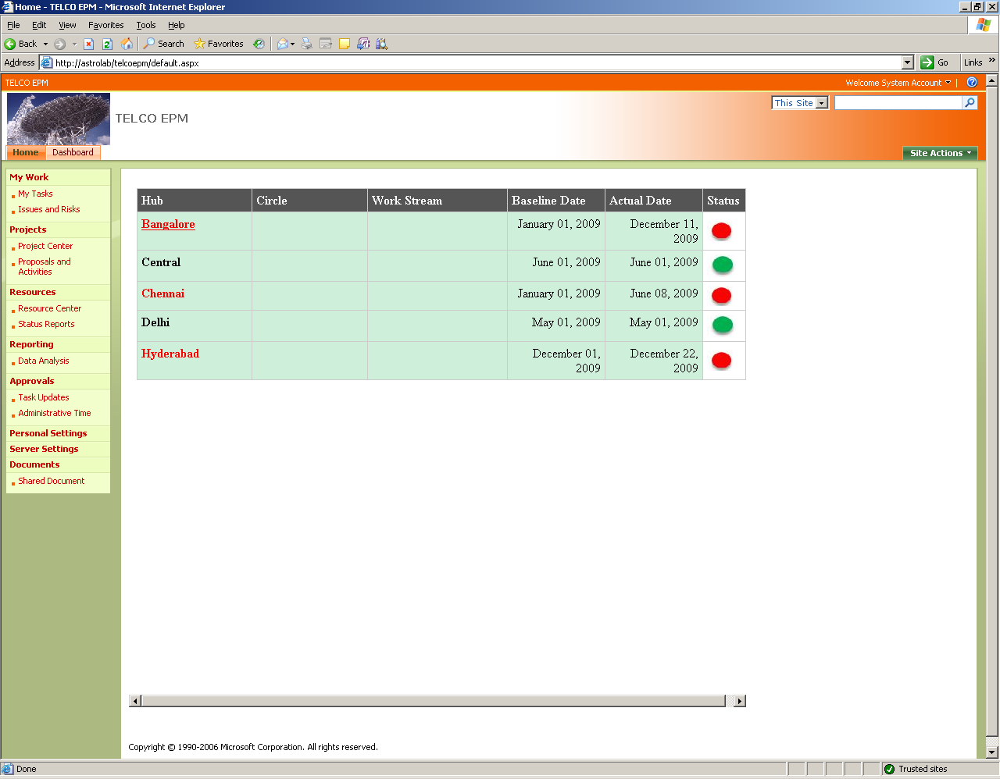 Home - TELCO EPM - Microsoft Internet Explorer
File Edit View Favorites Tools Help
Back Search Favorites
Address http://astrolab/telcoepm/default.aspx Go Links »
TELCO EPM Welcome System Account
TELCO EPM
This Site
Home Dashboard Site Actions
My Work
My Tasks
Issues and Risks
Projects
Project Center
Proposals and
Activities
Resources
Resource Center
Status Reports
Reporting
Data Analysis
Approvals
Task Updates
Administrative Time
Personal Settings
Server Settings
Documents
Shared Document
Hub Circle Work Stream Baseline Date Actual Date Status
Bangalore January 01, 2009 December 11,
2009
Central June 01, 2009 June 01, 2009
Chennai January 01, 2009 June 08, 2009
Delhi May 01, 2009 May 01, 2009
Hyderabad December 01, December 22,
2009 2009
Copyright © 1990-2006 Microsoft Corporation. All rights reserved.
Done Trusted sites